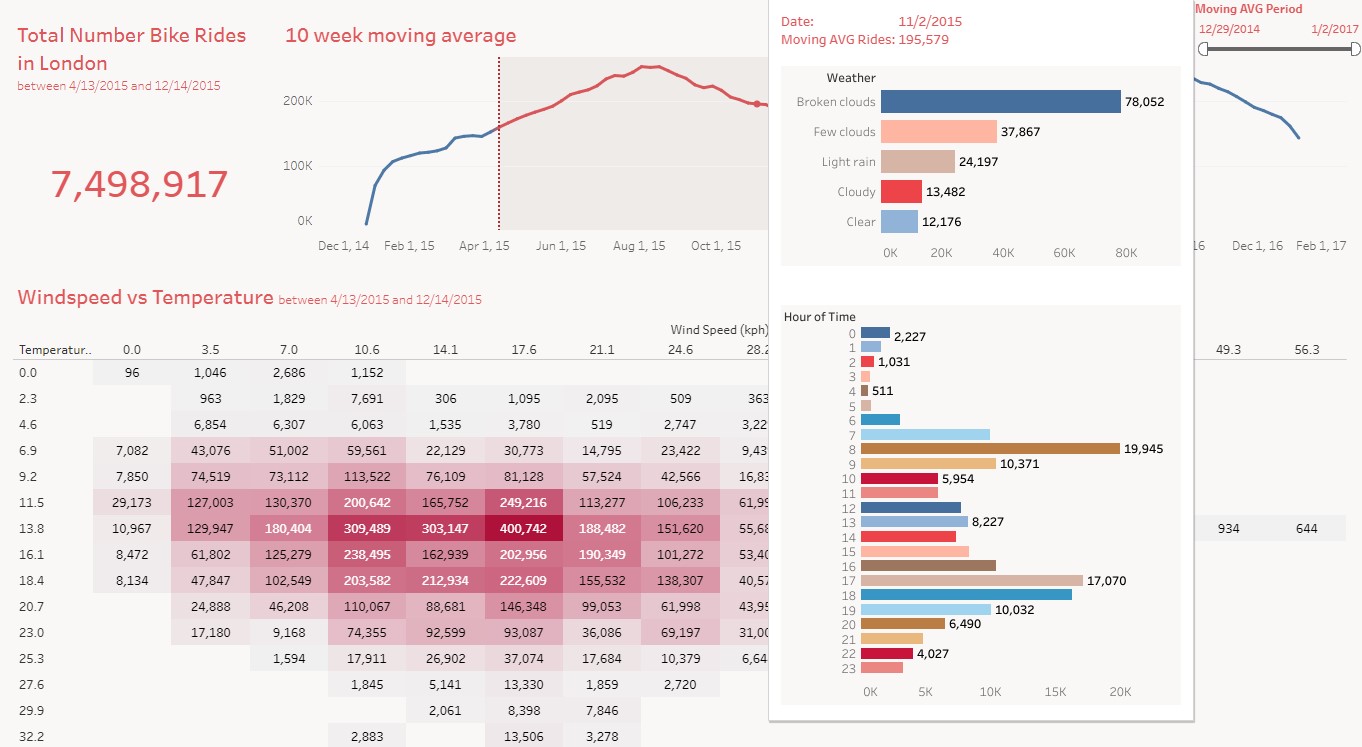 Total Number Bike Rides
in London
between 4/13/2015 and 12/14/2015
7,498,917
10 week moving average
200K
100K
0K
Dec 1, 14 Feb 1, 15 Apr 1, 15 Jun 1, 15 Aug 1, 15 Oct 1, 15
Date: 11/2/2015
Moving AVG Rides: 195,579
Weather
Broken clouds 78,052
Few clouds 37,867
Light rain 24,197
Cloudy 13,482
Clear 12,176
0K 20K 40K 60K 80K
Hour of Time
0 2,227
1
2 1,031
3
4 511
5
6
7
8 19,945
9 10,371
10 5,954
11
12
13 8,227
14
15
16
17 17,070
18
19 10,032
20 6,490
21
22 4,027
23
0K 5K 10K 15K 20K
Moving AVG Period
12/29/2014 1/2/2017
16 Dec 1, 16 Feb 1, 17
Windspeed vs Temperature between 4/13/2015 and 12/14/2015
Wind Speed (kph)
Temperatur.. 0.0 3.5 7.0 10.6 14.1 17.6 21.1 24.6 28.2 49.3 56.3
0.0 96 1,046 2,686 1,152
2.3 963 1,829 7,691 306 1,095 2,095 509 363
4.6 6,854 6,307 6,063 1,535 3,780 519 2,747 3,22
6.9 7,082 43,076 51,002 59,561 22,129 30,773 14,795 23,422 9,43
9.2 7,850 74,519 73,112 113,522 76,109 81,128 57,524 42,566 16,83
11.5 29,173 127,003 130,370 200,642 165,752 249,216 113,277 106,233 61,99
13.8 10,967 129,947 180,404 309,489 303,147 400,742 188,482 151,620 55,68 934 644
16.1 8,472 61,802 125,279 238,495 162,939 202,956 190,349 101,272 53,40
18.4 8,134 47,847 102,549 203,582 212,934 222,609 155,532 138,307 40,57
20.7 24,888 46,208 110,067 88,681 146,348 99,053 61,998 43,95
23.0 17,180 9,168 74,355 92,599 93,087 36,086 69,197 31,00
25.3 1,594 17,911 26,902 37,074 17,684 10,379 6,64
27.6 1,845 5,141 13,330 1,859 2,720
29.9 2,061 8,398 7,846
32.2 2,883 13,506 3,278